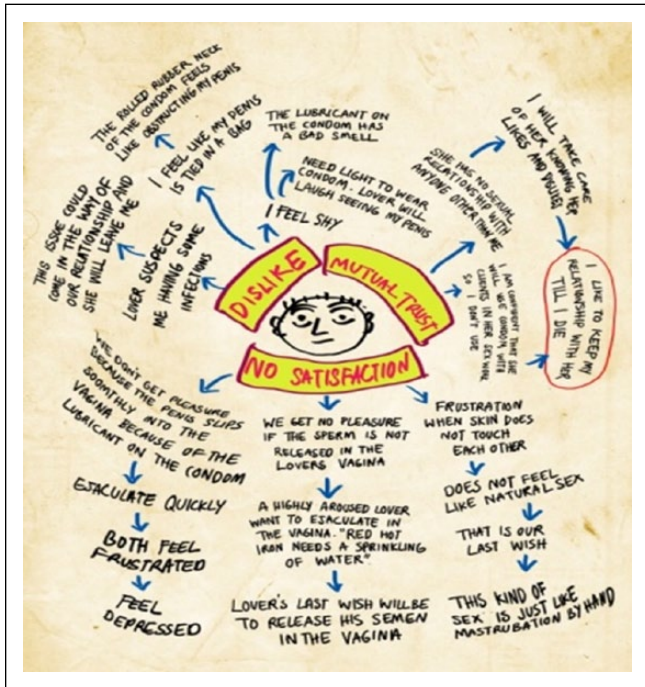 THE ROLLED RUBBER NECK
OF THE CONDOM FEELS
LIKE OBSTRUCTING MY PENIS
I FEEL LIKE MY PENIS
IS TIED IN A BAG
THE LUBRICANT ON
THE CONDOM HAS
A BAD SMELL
NEED LIGHT TO WEAR
CONDOM. LOVER WILL
LAUGH SEEING MY PENIS
I FEEL SHY
THIS ISSUE COULD
COME IN THE WAY OF
OUR RELATIONSHIP AND
SHE WILL LEAVE ME
LOVER SUSPECTS
ME HAVING SOME
INFECTIONS
DISLIKE
MUTUAL TRUST
SHE HAS NO SEXUAL
RELATIONSHIP WITH
ANYONE OTHER THAN ME
I WILL TAKE CARE
OF HER KNOWING HER
LIKES AND
I AM CONFIDENT THAT SHE
WILL USE CONDOM WITH
CLIENTS IN HER SEX WORK
SO I DON'T USE
I LIKE TO KEEP MY
RELATIONSHIP WITH HER
TILL I DIE
NO SATISFACTION
WE DON'T GET PLEASURE
BECAUSE THE PENIS SLIPS
SOOMTHLY INTO THE
VAGINA BECAUSE OF THE
LUBRICANT ON THE CONDOM
EJACULATE QUICKLY
BOTH FEEL
FRUSTRATED
FEEL
DEPRESSED
WE GET NO PLEASURE
IF THE SPERM IS NOT
RELEASED IN THE
LOVERS VAGINA
A HIGHLY AROUSED LOVER
WANT TO EJACULATE IN
THE VAGINA. "RED HOT
IRON NEEDS A SPRINKLING
OF WATER".
LOVER'S LAST WISH WILL BE
TO RELEASE HIS SEMEN
IN THE VAGINA
FRUSTRATION
WHEN SKIN DOES
NOT TOUCH
EACH OTHER
DOES NOT FEEL
LIKE NATURAL SEX
THAT IS OUR
LAST WISH
THIS KIND OF
SEX IS JUST LIKE
MASTRUBATION BY HAND